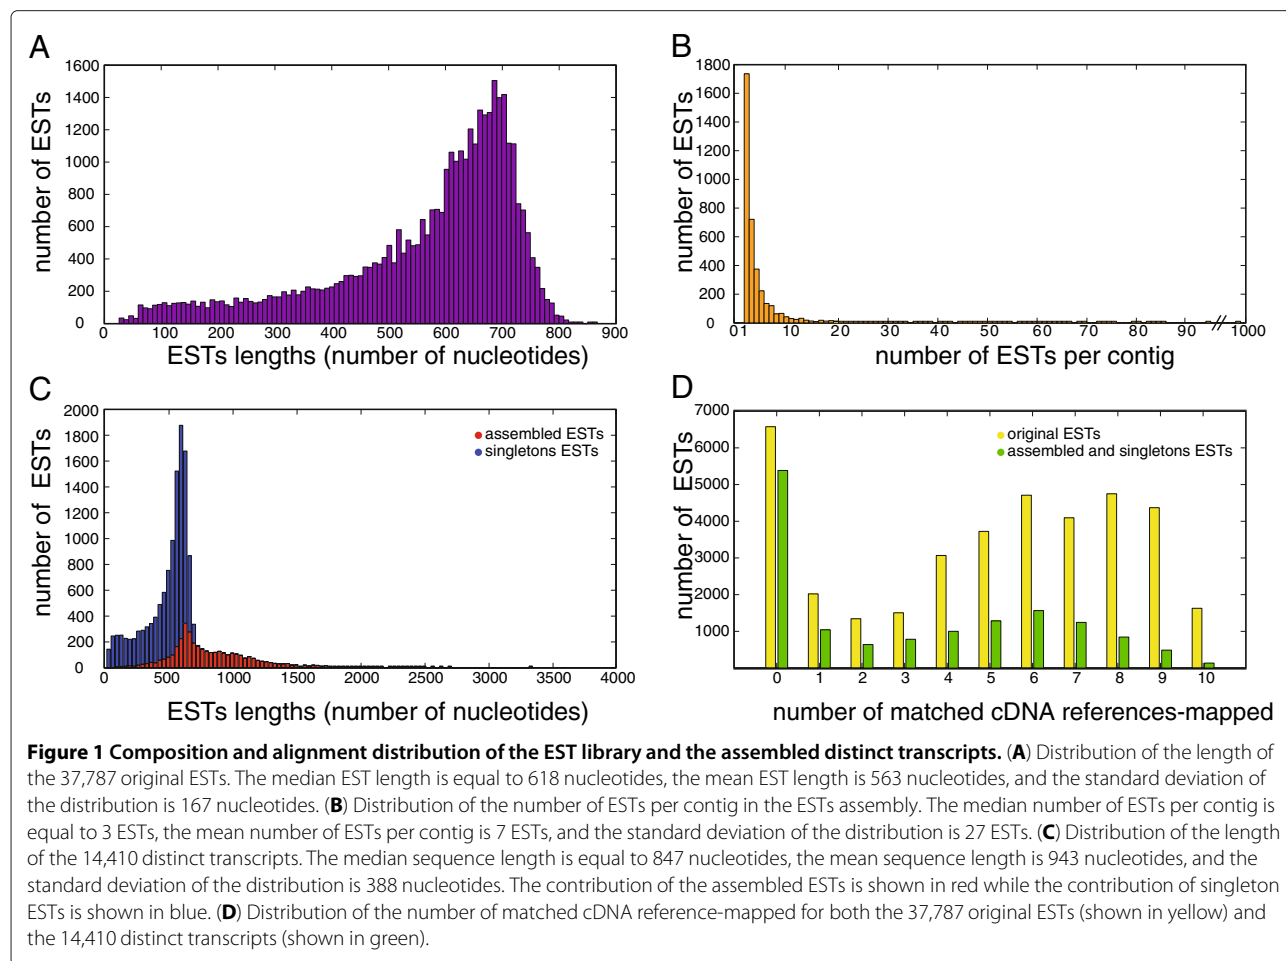 A
number of ESTs
1600
1400
1200
1000
800
600
400
200
0
0 100 200 300 400 500 600 700 800 900
ESTs lengths (number of nucleotides)
B
number of ESTs
1800
1600
1400
1200
1000
800
600
400
200
0
01 10 20 30 40 50 60 70 80 90 1000
number of ESTs per contig
C
number of ESTs
2000
1800
1600
1400
1200
1000
800
600
400
200
0
assembled ESTs
singletons ESTs
0 500 1000 1500 2000 2500 3000 3500 4000
ESTs lengths (number of nucleotides)
D
number of ESTs
7000
6000
5000
4000
3000
2000
1000
original ESTs
assembled and singletons ESTs
0 1 2 3 4 5 6 7 8 9 10
number of matched cDNA references-mapped
Figure 1 Composition and alignment distribution of the EST library and the assembled distinct transcripts. (A) Distribution of the length of
the 37,787 original ESTs. The median EST length is equal to 618 nucleotides, the mean EST length is 563 nucleotides, and the standard deviation of
the distribution is 167 nucleotides. (B) Distribution of the number of ESTs per contig in the ESTs assembly. The median number of ESTs per contig is
equal to 3 ESTs, the mean number of ESTs per contig is 7 ESTs, and the standard deviation of the distribution is 27 ESTs. (C) Distribution of the length
of the 14,410 distinct transcripts. The median sequence length is equal to 847 nucleotides, the mean sequence length is 943 nucleotides, and the
standard deviation of the distribution is 388 nucleotides. The contribution of the assembled ESTs is shown in red while the contribution of singleton
ESTs is shown in blue. (D) Distribution of the number of matched cDNA reference-mapped for both the 37,787 original ESTs (shown in yellow) and
the 14,410 distinct transcripts (shown in green).